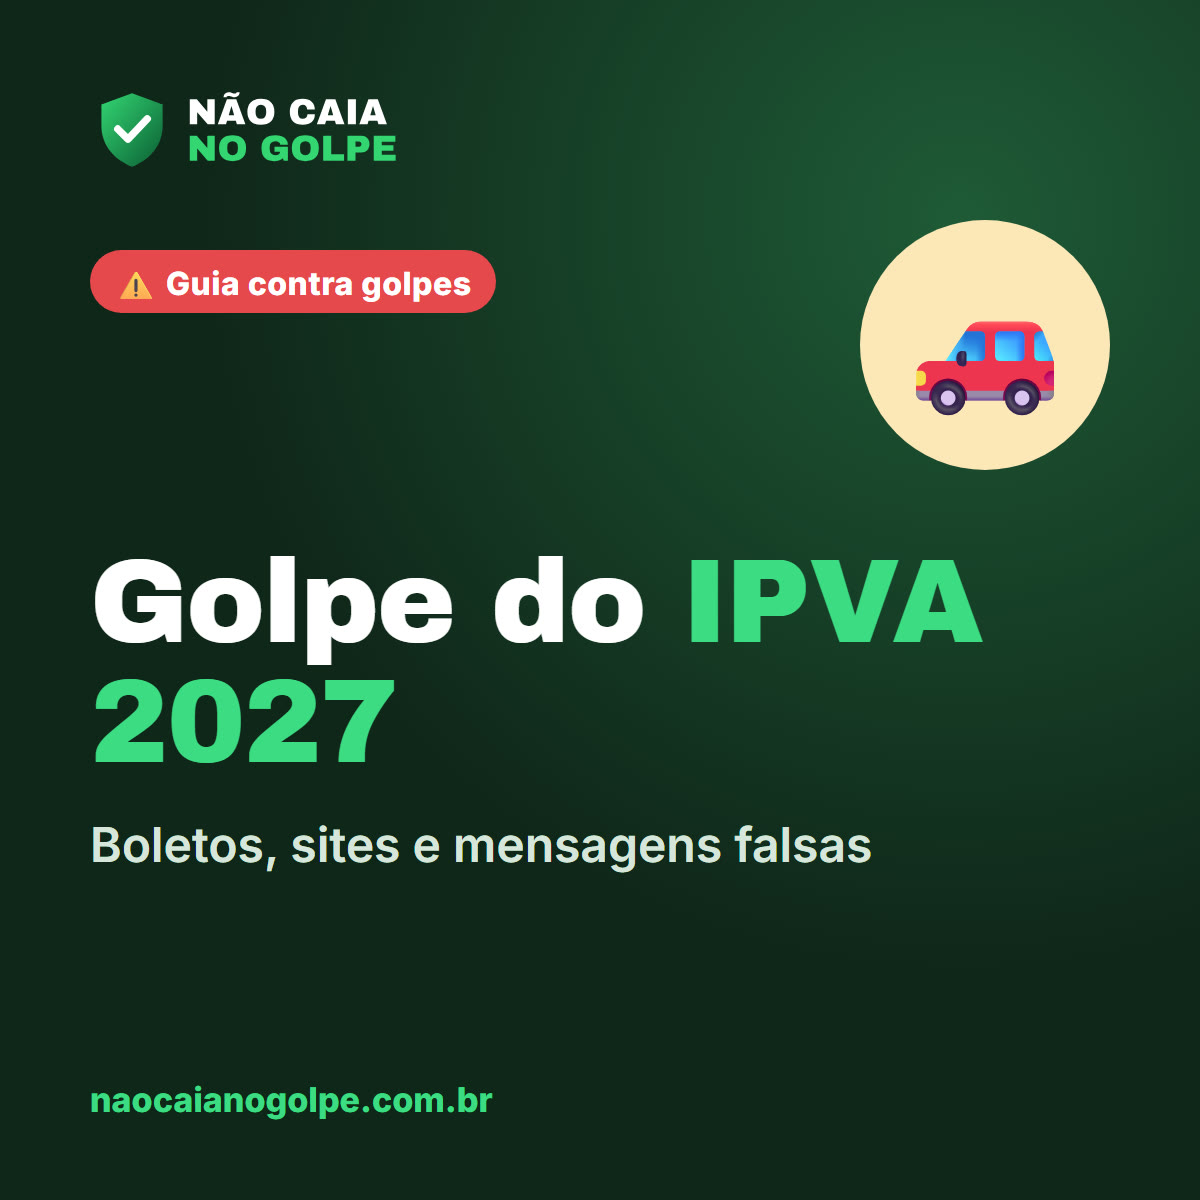 NÃO CAIA
NO GOLPE
⚠️ Guia contra golpes
Golpe do IPVA
2027
Boletos, sites e mensagens falsas
naocaianogolpe.com.br